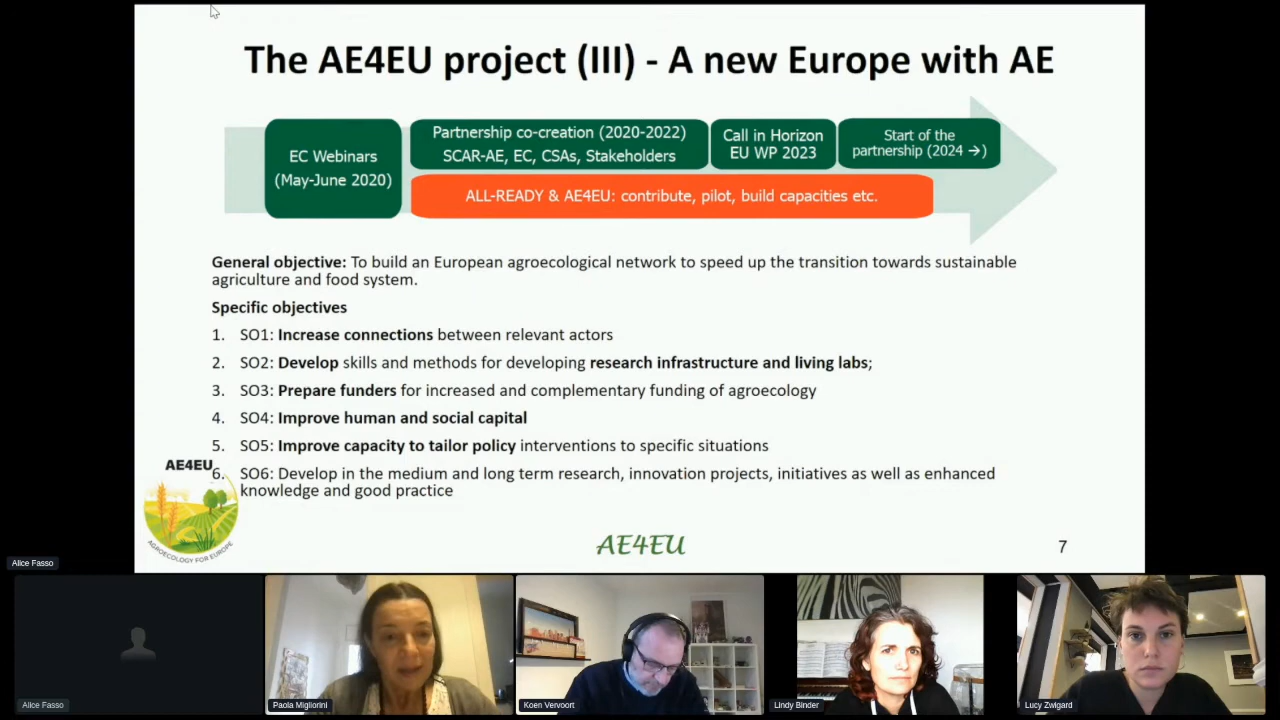 The AE4EU project (III) - A new Europe with AE
EC Webinars
(May-June 2020)
Partnership co-creation (2020-2022)
SCAR-AE, EC, CSAs, Stakeholders
Call in Horizon
EU WP 2023
Start of the
partnership (2024 →)
ALL-READY & AE4EU: contribute, pilot, build capacities etc.
General objective: To build an European agroecological network to speed up the transition towards sustainable
agriculture and food system.
Specific objectives
1. SO1: Increase connections between relevant actors
2. SO2: Develop skills and methods for developing research infrastructure and living labs;
3. SO3: Prepare funders for increased and complementary funding of agroecology
4. SO4: Improve human and social capital
5. SO5: Improve capacity to tailor policy interventions to specific situations
6. SO6: Develop in the medium and long term research, innovation projects, initiatives as well as enhanced
knowledge and good practice
AE4EU
AGROECOLOGY FOR EUROPE
AE4EU
7
Alice Fasso
Alice Fasso
Paola Migliorini
Koen Vervoort
Lindy Binder
Lucy Zwigard